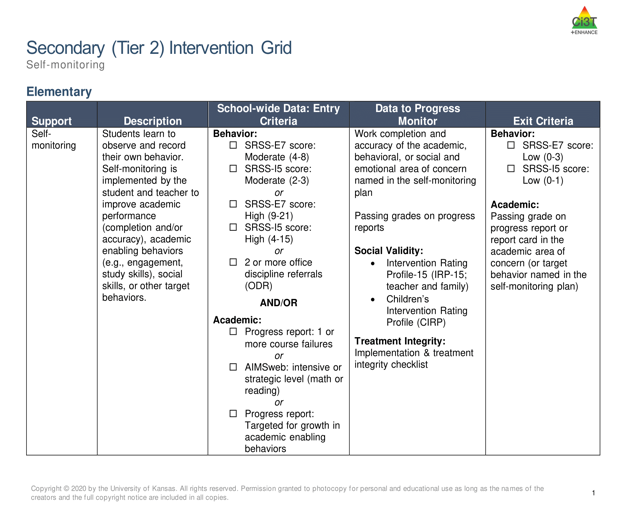 Ci3T
+ENHANCE
Secondary (Tier 2) Intervention Grid
Self-monitoring
Elementary
Support
Description
School-wide Data: Entry
Criteria
Data to Progress
Monitor
Exit Criteria
Self-
monitoring
Students learn to
observe and record
their own behavior.
Self-monitoring is
implemented by the
student and teacher to
improve academic
performance
(completion and/or
accuracy), academic
enabling behaviors
(e.g., engagement,
study skills), social
skills, or other target
behaviors.
Behavior:
☐ SRSS-E7 score:
Moderate (4-8)
☐ SRSS-I5 score:
Moderate (2-3)
or
☐ SRSS-E7 score:
High (9-21)
☐ SRSS-I5 score:
High (4-15)
or
☐ 2 or more office
discipline referrals
(ODR)
AND/OR
Academic:
☐ Progress report: 1 or
more course failures
or
☐ AIMSweb: intensive or
strategic level (math or
reading)
or
☐ Progress report:
Targeted for growth in
academic enabling
behaviors
Work completion and
accuracy of the academic,
behavioral, or social and
emotional area of concern
named in the self-monitoring
plan
Passing grades on progress
reports
Social Validity:
• Intervention Rating
Profile-15 (IRP-15;
teacher and family)
• Children's
Intervention Rating
Profile (CIRP)
Treatment Integrity:
Implementation & treatment
integrity checklist
Behavior:
☐ SRSS-E7 score:
Low (0-3)
☐ SRSS-I5 score:
Low (0-1)
Academic:
Passing grade on
progress report or
report card in the
academic area of
concern (or target
behavior named in the
self-monitoring plan)
Copyright © 2020 by the University of Kansas. All rights reserved. Permission granted to photocopy for personal and educational use as long as the names of the
creators and the full copyright notice are included in all copies.
1